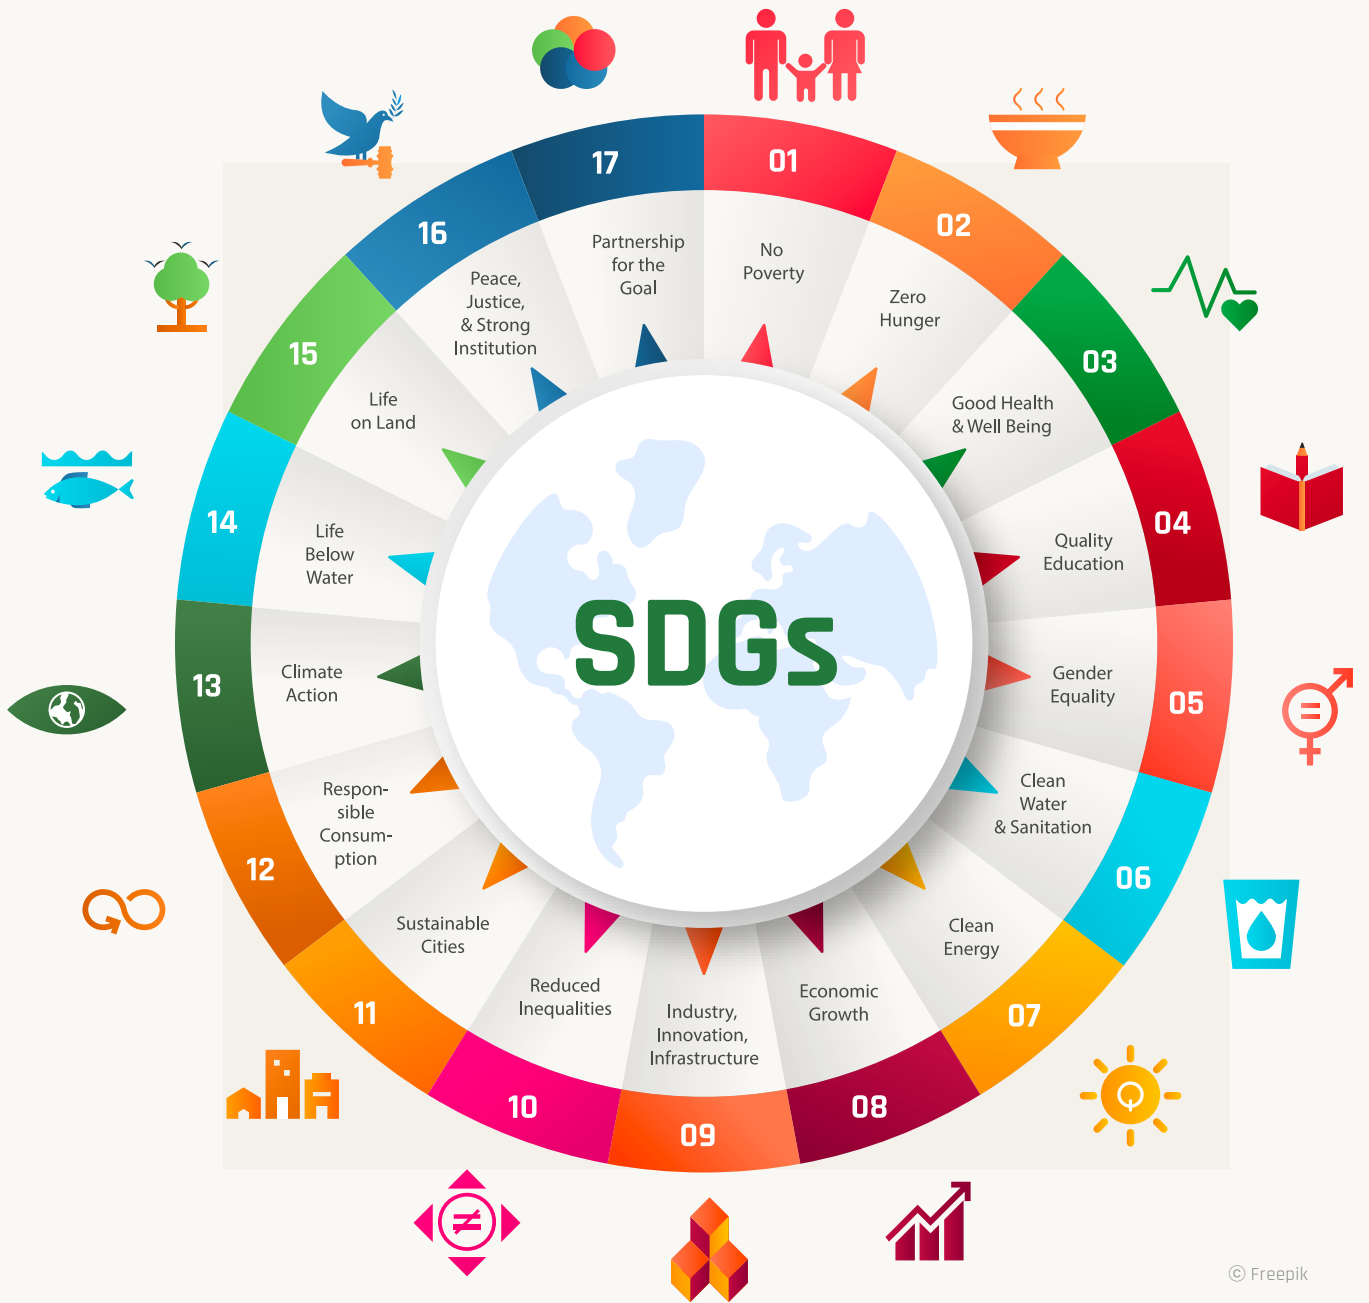 01
No
Poverty
02
Zero
Hunger
03
Good Health
& Well Being
04
Quality
Education
05
Gender
Equality
06
Clean
Water
& Sanitation
07
Clean
Energy
08
Economic
Growth
09
Industry,
Innovation,
Infrastructure
10
Reduced
Inequalities
11
Sustainable
Cities
12
Respon-
sible
Consum-
ption
13
Climate
Action
14
Life
Below
Water
15
Life
on Land
16
Peace,
Justice,
& Strong
Institution
17
Partnership
for the
Goal
SDGs
© Freepik